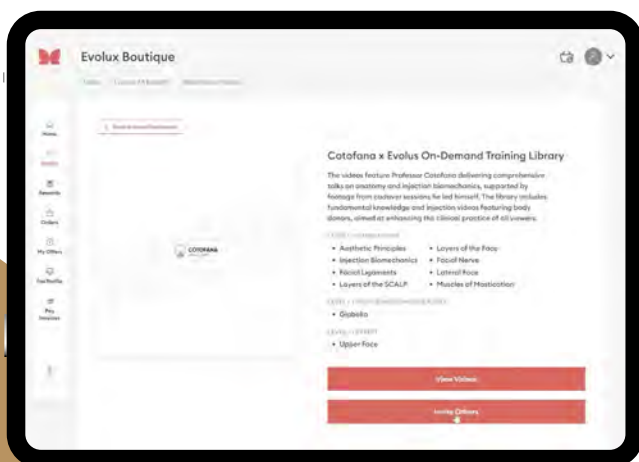 Evolux Boutique
Home
Rewards
Orders
My Offers
Pay
Invoices
COTOFANA
Cotofana x Evolus On-Demand Training Library
The videos feature Professor Cotofana delivering comprehensive
talks on anatomy and injection biomechanics, supported by
footage from cadaver sessions he led himself. The library includes
fundamental knowledge and injection videos featuring body
donors, aimed at enhancing the clinical practice of all viewers.
• Aesthetic Principles
• Injection Biomechanics
• Facial Ligaments
• Layers of the SCALP
• Layers of the Face
• Facial Nerve
• Lateral Face
• Muscles of Mastication
• Glabella
• Upper Face
View Videos
Invite Others